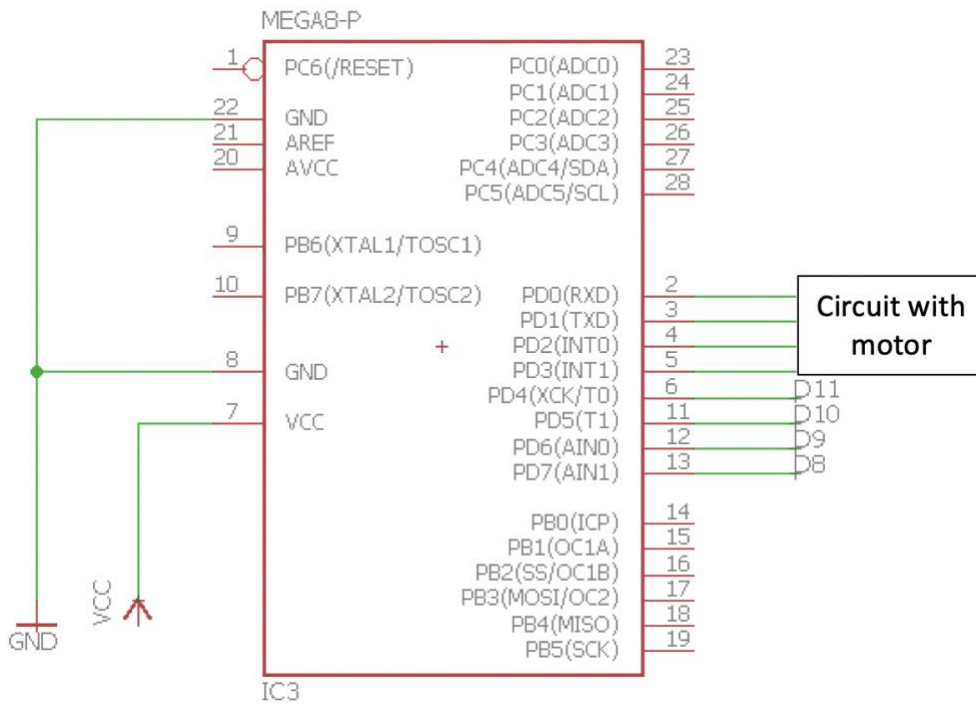 MEGA8-P
1 PC6(/RESET) PC0(ADC0) 23
PC1(ADC1) 24
22 GND PC2(ADC2) 25
21 AREF PC3(ADC3) 26
20 AVCC PC4(ADC4/SDA) 27
PC5(ADC5/SCL) 28
9 PB6(XTAL1/TOSC1)
10 PB7(XTAL2/TOSC2) PD0(RXD) 2
PD1(TXD) 3
PD2(INT0) 4
8 GND PD3(INT1) 5
Circuit with
motor
PD4(XCK/T0) 6 D11
7 VCC PD5(T1) 11 D10
PD6(AIN0) 12 D9
PD7(AIN1) 13 D8
PB0(ICP) 14
PB1(OC1A) 15
PB2(SS/OC1B) 16
PB3(MOSI/OC2) 17
PB4(MISO) 18
PB5(SCK) 19
VCC
GND
IC3